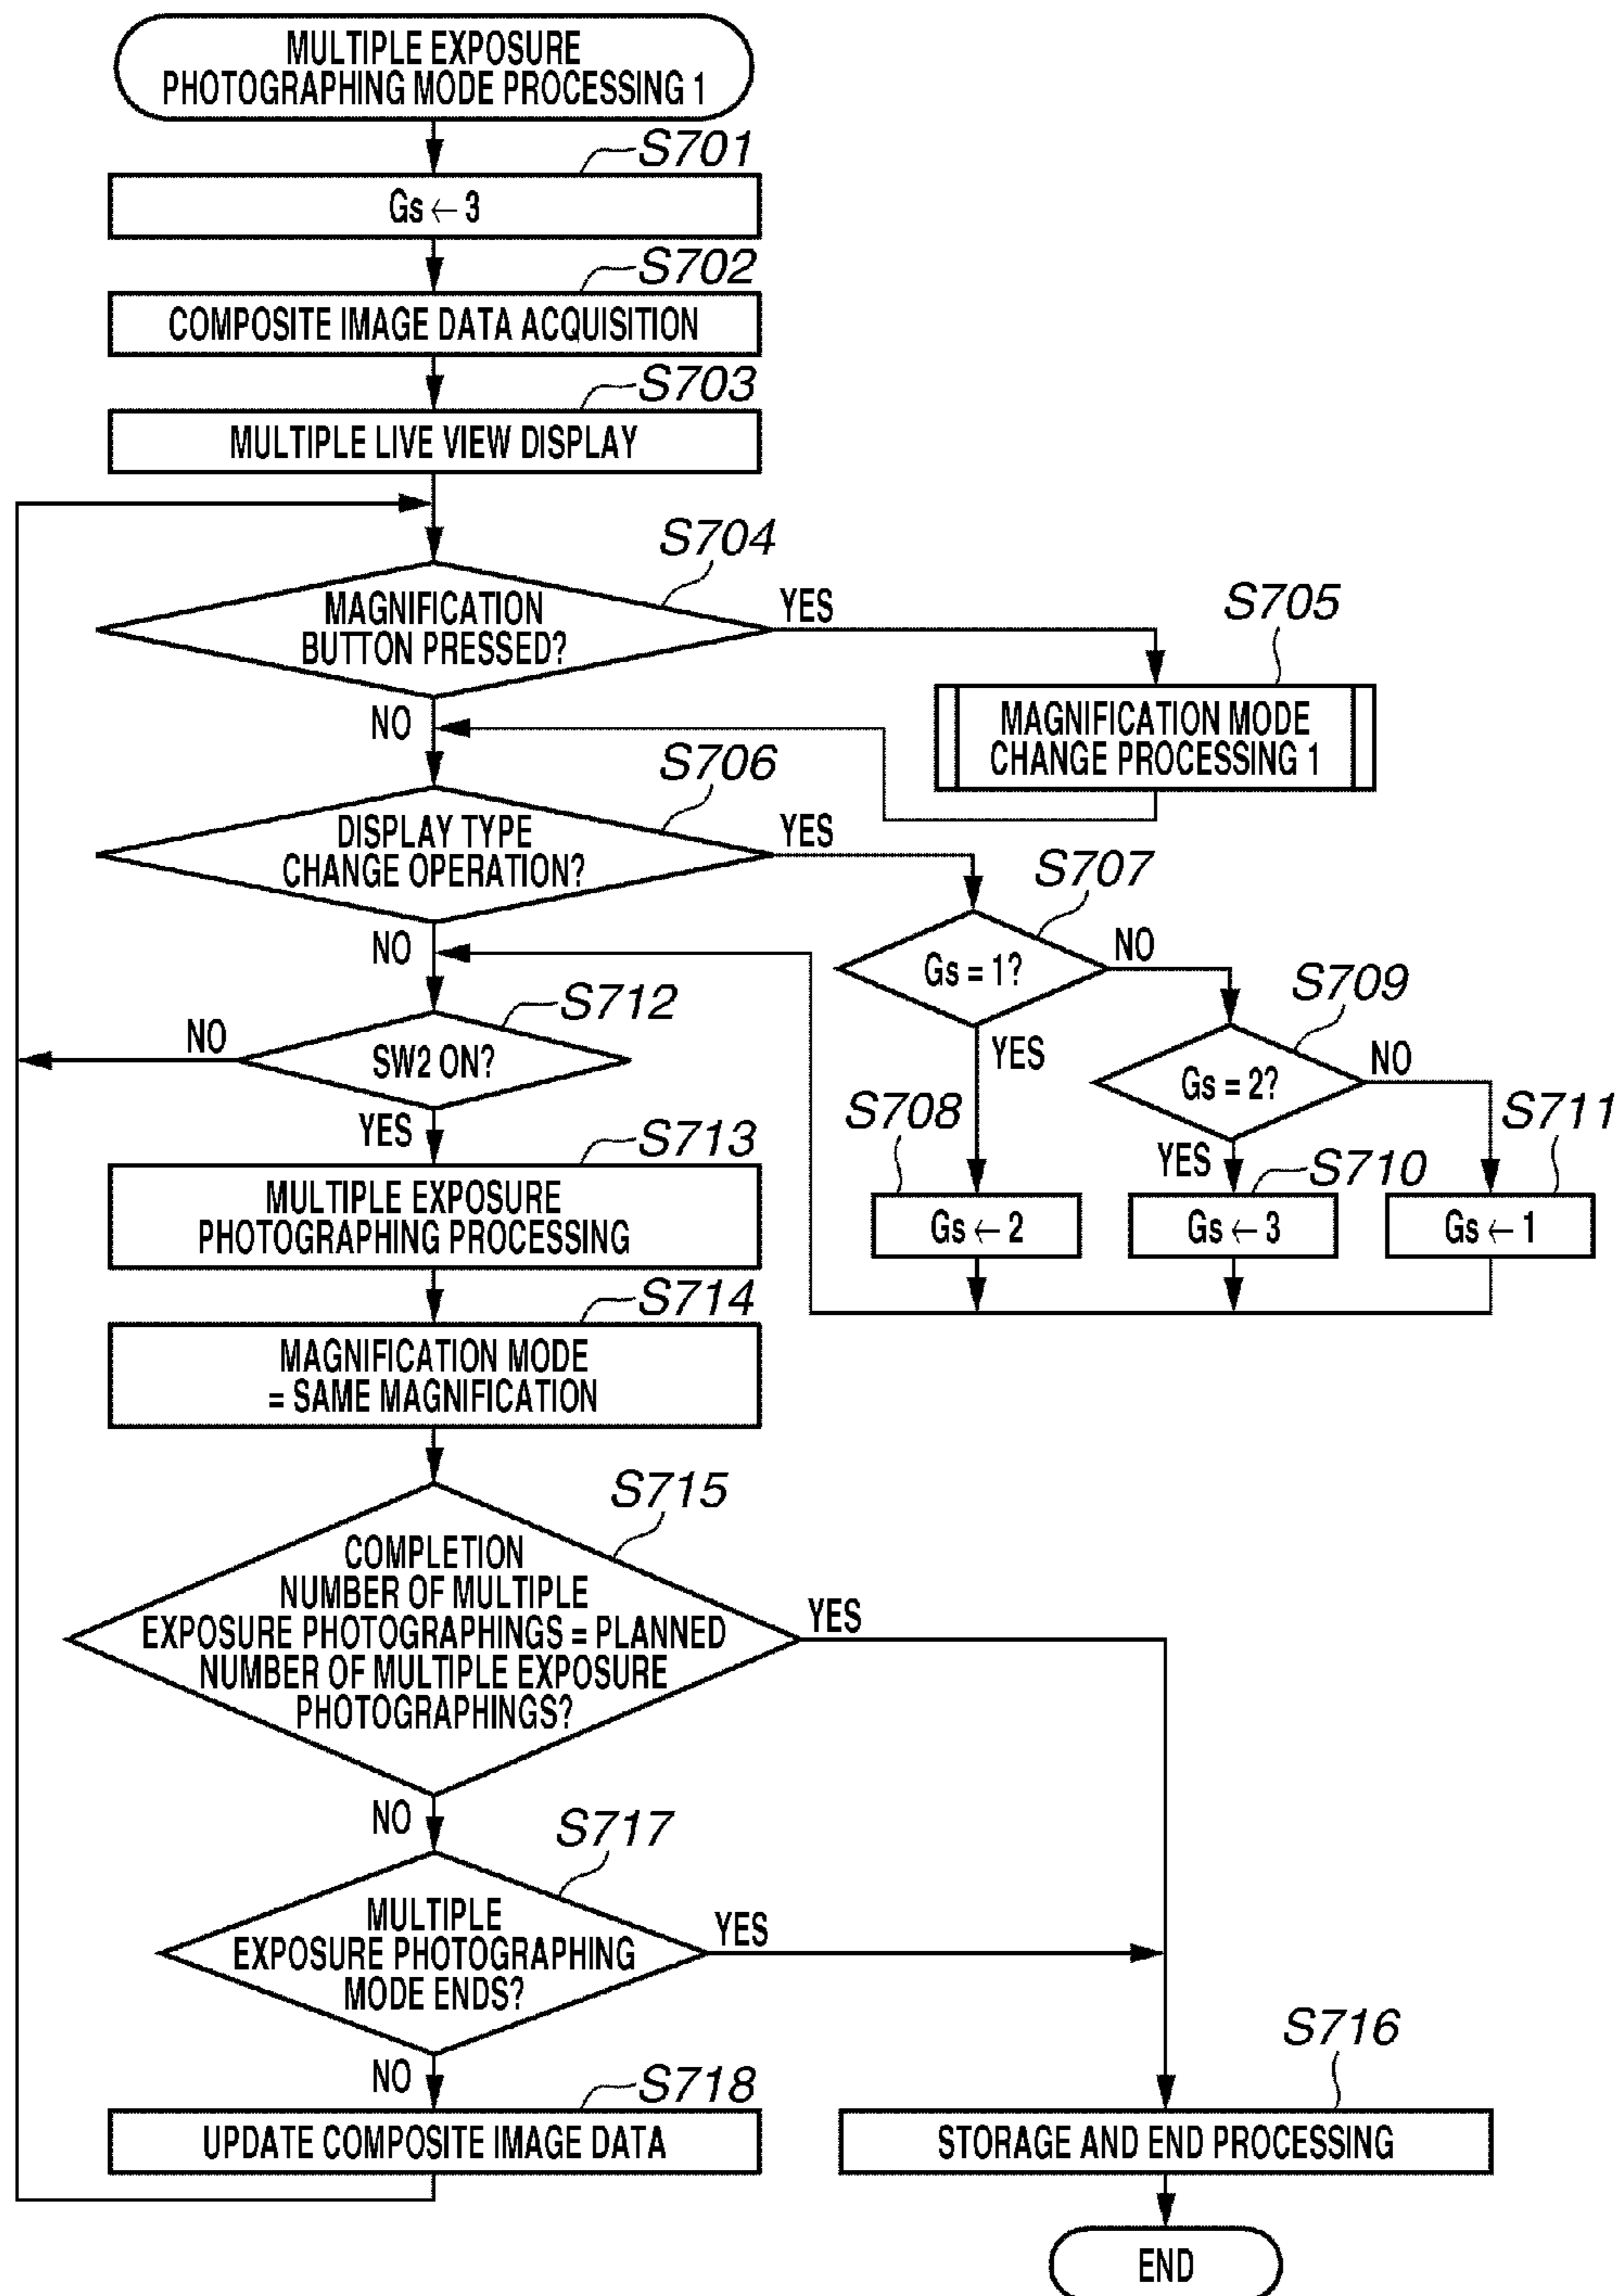 MULTIPLE EXPOSURE
PHOTOGRAPHING MODE PROCESSING 1
S701
Gs ← 3
S702
COMPOSITE IMAGE DATA ACQUISITION
S703
MULTIPLE LIVE VIEW DISPLAY
S704
MAGNIFICATION
BUTTON PRESSED?
YES
NO
S705
MAGNIFICATION MODE
CHANGE PROCESSING 1
S706
DISPLAY TYPE
CHANGE OPERATION?
YES
NO
S707
Gs = 1?
NO
YES
S709
Gs = 2?
NO
YES
S708
Gs ← 2
S710
Gs ← 3
S711
Gs ← 1
S712
SW2 ON?
NO
YES
S713
MULTIPLE EXPOSURE
PHOTOGRAPHING PROCESSING
S714
MAGNIFICATION MODE
= SAME MAGNIFICATION
S715
COMPLETION
NUMBER OF MULTIPLE
EXPOSURE PHOTOGRAPHINGS = PLANNED
NUMBER OF MULTIPLE EXPOSURE
PHOTOGRAPHINGS?
YES
NO
S717
MULTIPLE
EXPOSURE PHOTOGRAPHING
MODE ENDS?
YES
NO
S718
UPDATE COMPOSITE IMAGE DATA
S716
STORAGE AND END PROCESSING
END